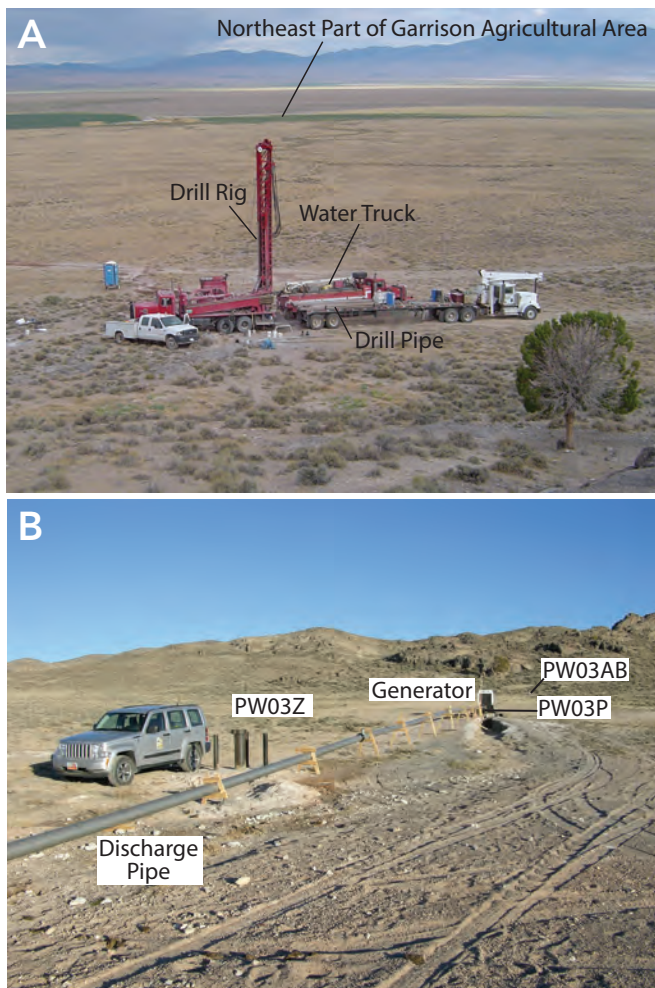 A
Northeast Part of Garrison Agricultural Area
Drill Rig
Water Truck
Drill Pipe
B
PW03AB
Generator
PW03Z
PW03P
Discharge
Pipe